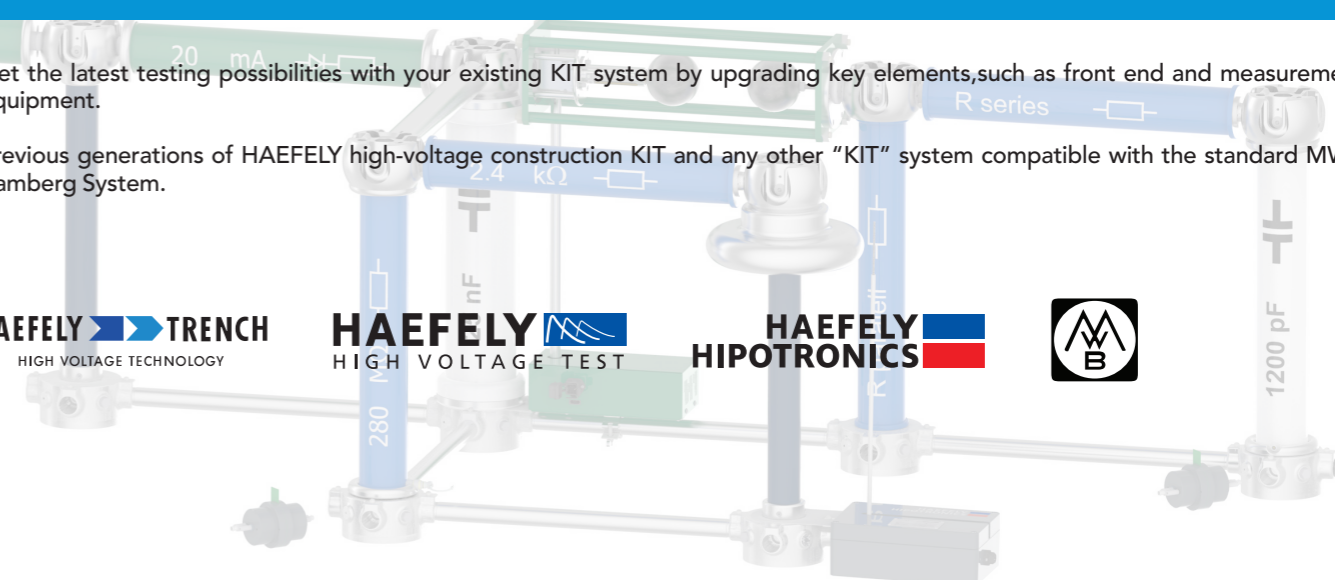 20 mA
et the latest testing possibilities with your existing KIT system by upgrading key elements,such as front end and measureme
quipment.
R series
revious generations of HAEFELY high-voltage construction KIT and any other “KIT” system compatible with the standard MW
amberg System.
2.4 kΩ
AEFELY TRENCH
HIGH VOLTAGE TECHNOLOGY
HAEFELY
HIGH VOLTAGE TEST
HAEFELY
HIPOTRONICS
MWB
nF
280 MΩ
1200 pF